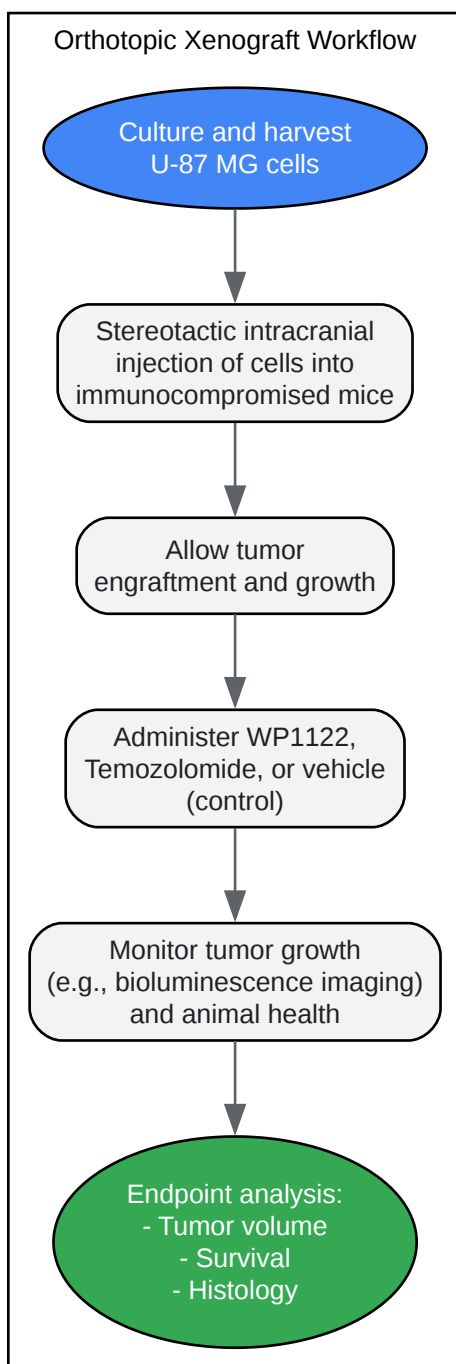 Orthotopic Xenograft Workflow
Culture and harvest
U-87 MG cells
Stereotactic intracranial
injection of cells into
immunocompromised mice
Allow tumor
engraftment and growth
Administer WP1122,
Temozolomide, or vehicle
(control)
Monitor tumor growth
(e.g., bioluminescence imaging)
and animal health
Endpoint analysis:
- Tumor volume
- Survival
- Histology